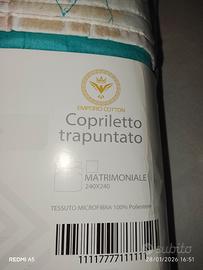 EMPORIO COTTON
Copriletto
trapuntato
MATRIMONIALE
240X240
TESSUTO MICROFIBRA 100% Poliestere
subito
REDMI A5
28/01/2026 16:51